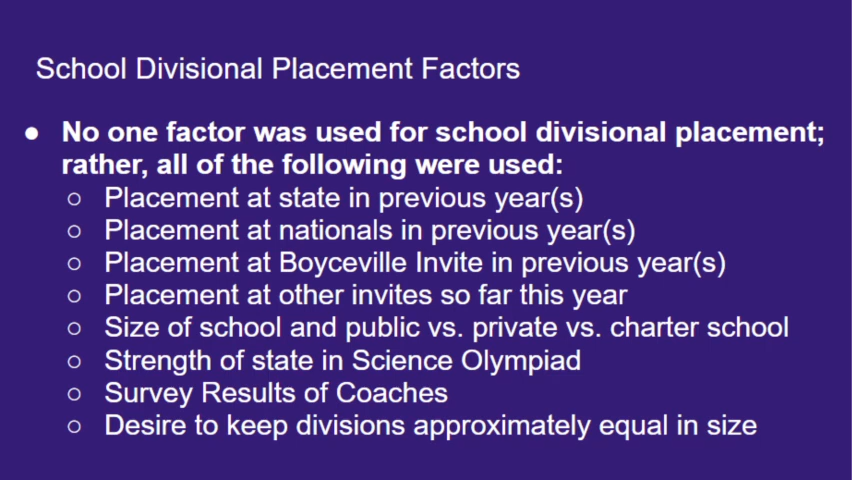 School Divisional Placement Factors
● No one factor was used for school divisional placement;
rather, all of the following were used:
○ Placement at state in previous year(s)
○ Placement at nationals in previous year(s)
○ Placement at Boyceville Invite in previous year(s)
○ Placement at other invites so far this year
○ Size of school and public vs. private vs. charter school
○ Strength of state in Science Olympiad
○ Survey Results of Coaches
○ Desire to keep divisions approximately equal in size